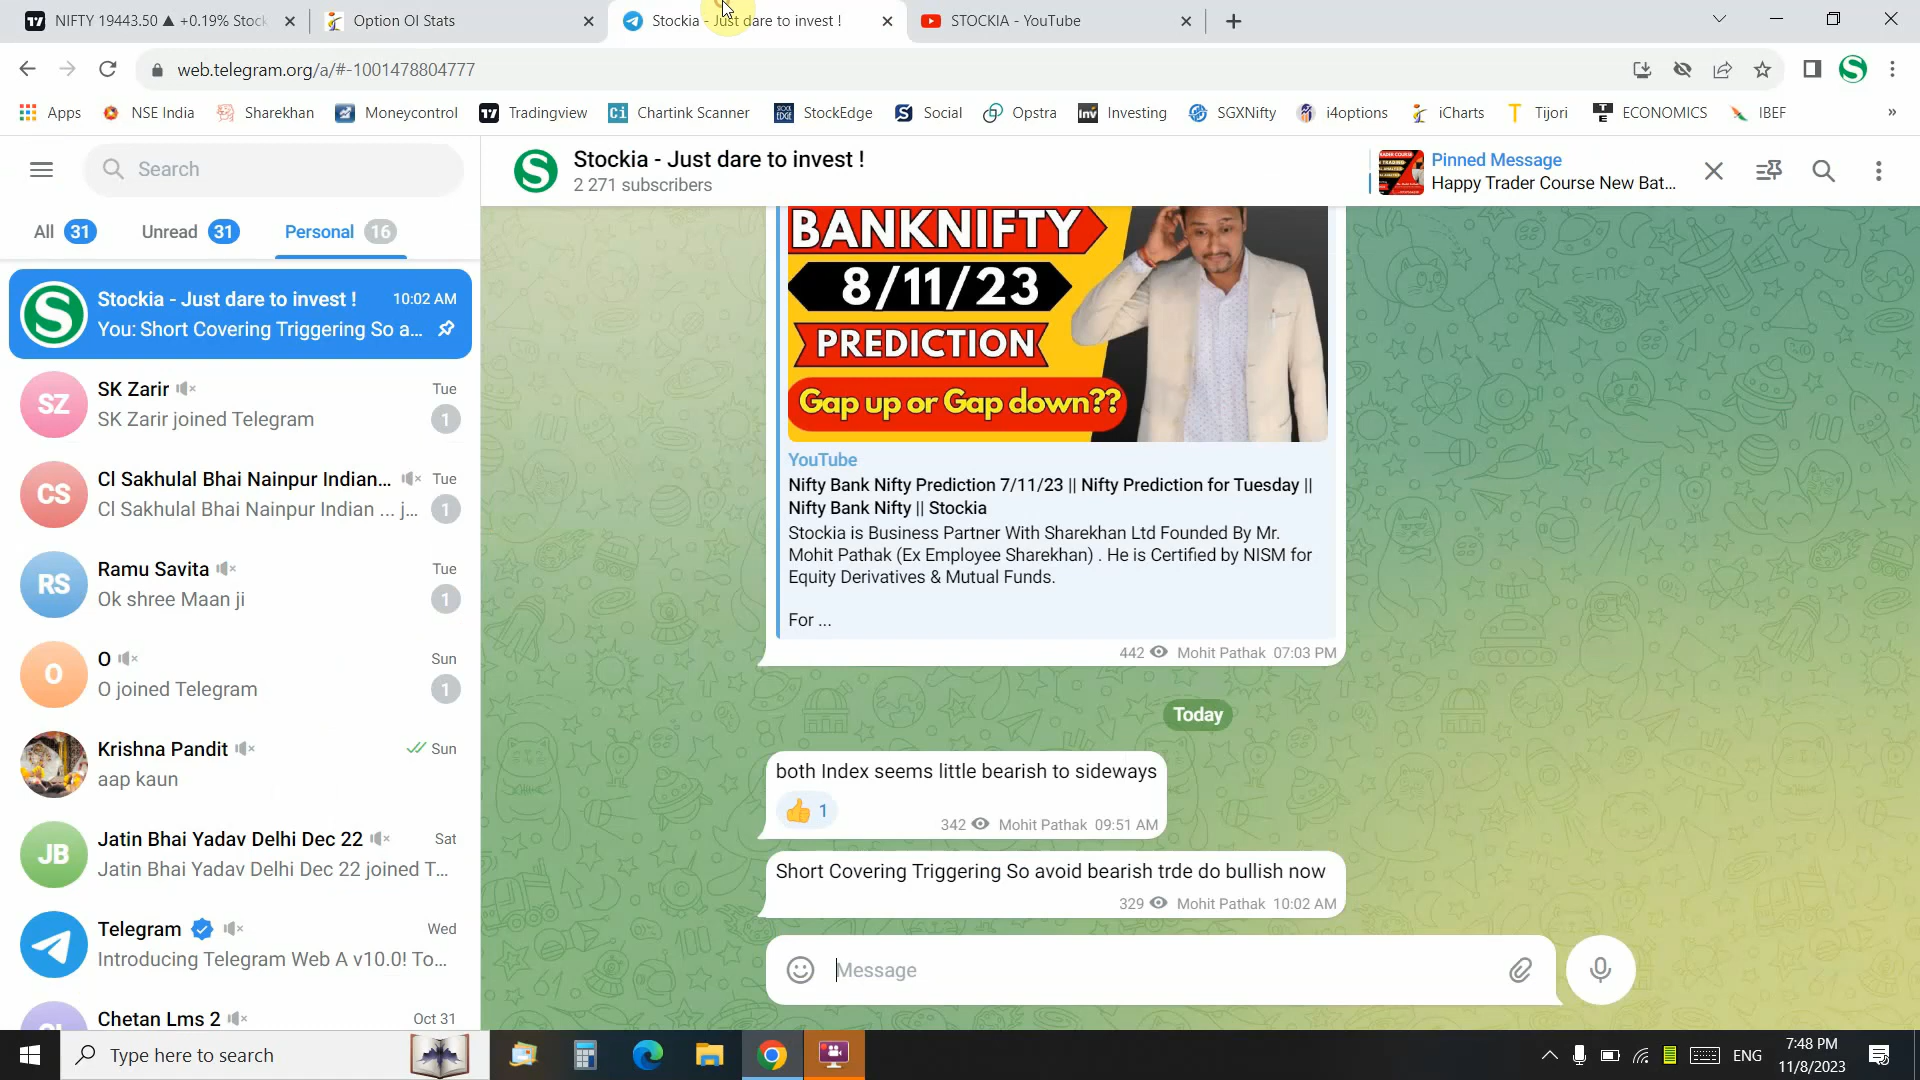 NIFTY 19443.50 ▲ +0.19% Stock
Option OI Stats
Stockia - Just dare to invest !
STOCKIA - YouTube
web.telegram.org/a/#-1001478804777
Apps
NSE India
Sharekhan
Moneycontrol
Tradingview
Chartink Scanner
StockEdge
Social
Opstra
Investing
SGXNifty
i4options
iCharts
Tijori
ECONOMICS
IBEF
»
Search
Stockia - Just dare to invest !
2 271 subscribers
Pinned Message
Happy Trader Course New Bat...
All 31
Unread 31
Personal 16
Stockia - Just dare to invest ! 10:02 AM
You: Short Covering Triggering So a...
SZ
SK Zarir Tue
SK Zarir joined Telegram 1
CS
Cl Sakhulal Bhai Nainpur Indian... Tue
Cl Sakhulal Bhai Nainpur Indian ... j... 1
RS
Ramu Savita Tue
Ok shree Maan ji 1
O
O Sun
O joined Telegram 1
Krishna Pandit Sun
aap kaun
JB
Jatin Bhai Yadav Delhi Dec 22 Sat
Jatin Bhai Yadav Delhi Dec 22 joined T...
Telegram Wed
Introducing Telegram Web A v10.0! To...
Chetan Lms 2 Oct 31
BANKNIFTY
8/11/23
PREDICTION
Gap up or Gap down??
YouTube
Nifty Bank Nifty Prediction 7/11/23 || Nifty Prediction for Tuesday ||
Nifty Bank Nifty || Stockia
Stockia is Business Partner With Sharekhan Ltd Founded By Mr.
Mohit Pathak (Ex Employee Sharekhan) . He is Certified by NISM for
Equity Derivatives & Mutual Funds.
For ...
442 Mohit Pathak 07:03 PM
Today
both Index seems little bearish to sideways
1
342 Mohit Pathak 09:51 AM
Short Covering Triggering So avoid bearish trde do bullish now
329 Mohit Pathak 10:02 AM
Message
Type here to search
ENG
7:48 PM
11/8/2023